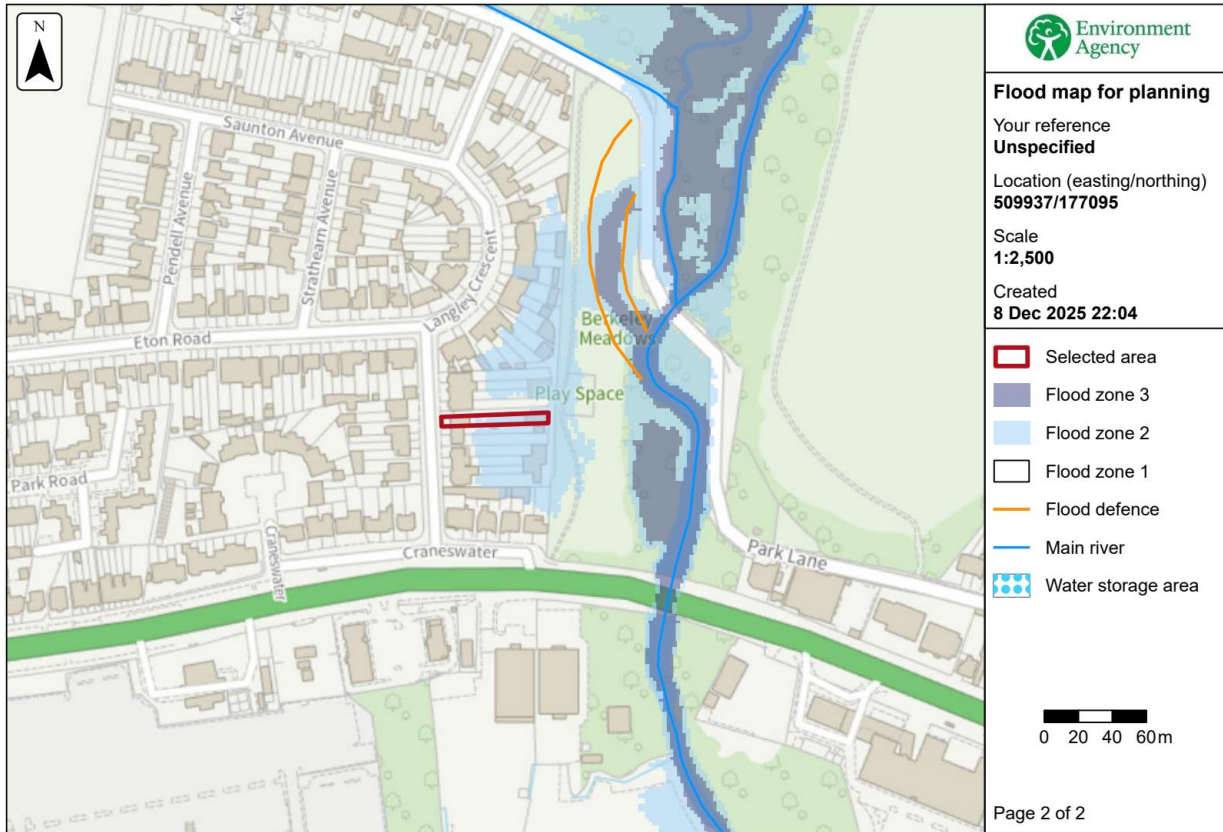 N
Acc
Saunton Avenue
Pendell Avenue
Strathearn Avenue
Langley Crescent
Eton Road
Berkeley
Meadows
Play Space
Park Road
Craneswater
Craneswater
Park Lane
Environment
Agency
Flood map for planning
Your reference
Unspecified
Location (easting/northing)
509937/177095
Scale
1:2,500
Created
8 Dec 2025 22:04
Selected area
Flood zone 3
Flood zone 2
Flood zone 1
Flood defence
Main river
Water storage area
0 20 40 60m
Page 2 of 2